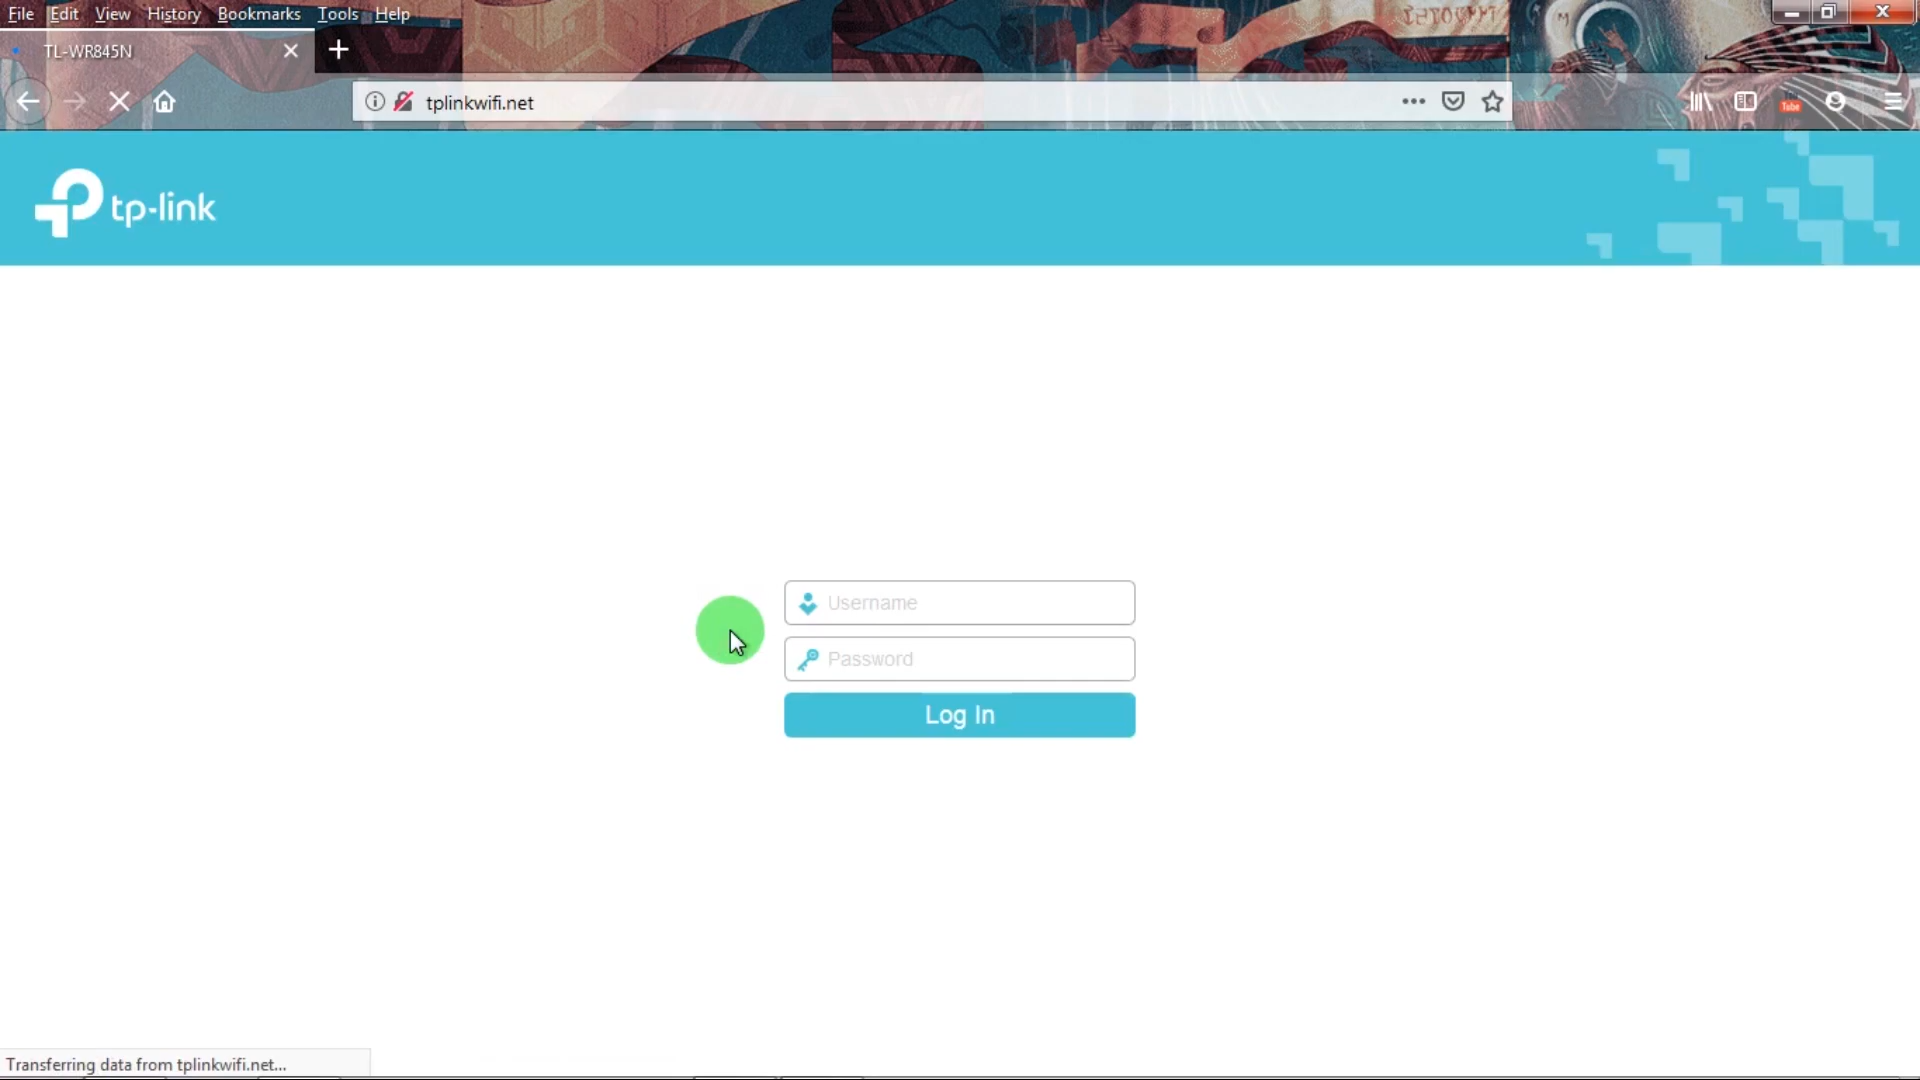 File Edit View History Bookmarks Tools Help
TL-WR845N
tplinkwifi.net
Tube
tp-link
Username
Password
Log In
Transferring data from tplinkwifi.net...